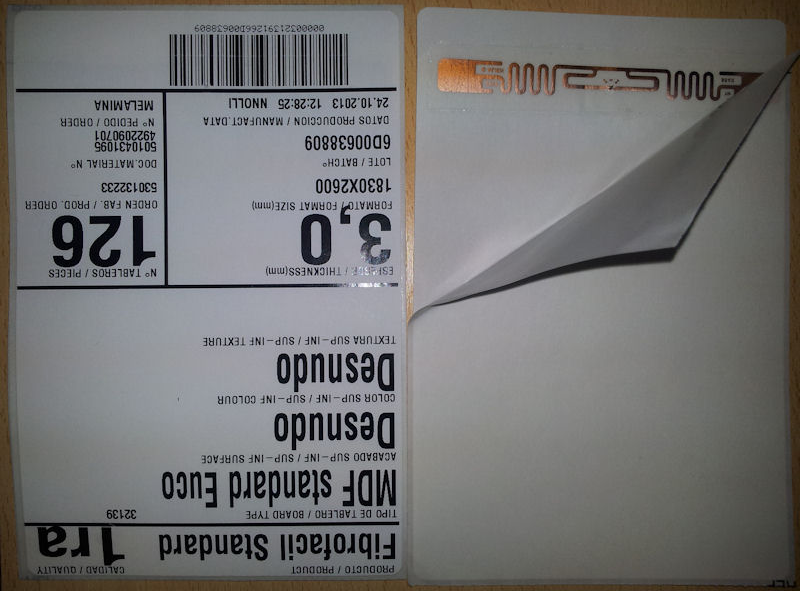 PRODUCTO / PRODUCT
CALIDAD / QUALITY
Fibrofacil Standard
1ra
TIPO DE TABLERO / BOARD TYPE
32139
MDF standard Euco
ACABADO SUP-INF / SUP-INF SURFACE
Desnudo
COLOR SUP-INF / SUP-INF COLOUR
Desnudo
TEXTURA SUP-INF / SUP-INF TEXTURE
ESPESOR / THICKNESS(mm)
3,0
FORMATO / FORMAT SIZE(mm)
1830X2600
LOTE / BATCHº
6D00638809
DATOS PRODUCCION / MANUFACT.DATA
24.10.2013 12:28:25 NNOLLI
Nº TABLEROS / PIECES
126
ORDEN FAB. / PROD. ORDER
530132233
DOC.MATERIAL Nº
5010431095
4922090701
Nº PEDIDO / ORDER
MELAMINA
00000321391266D00638809